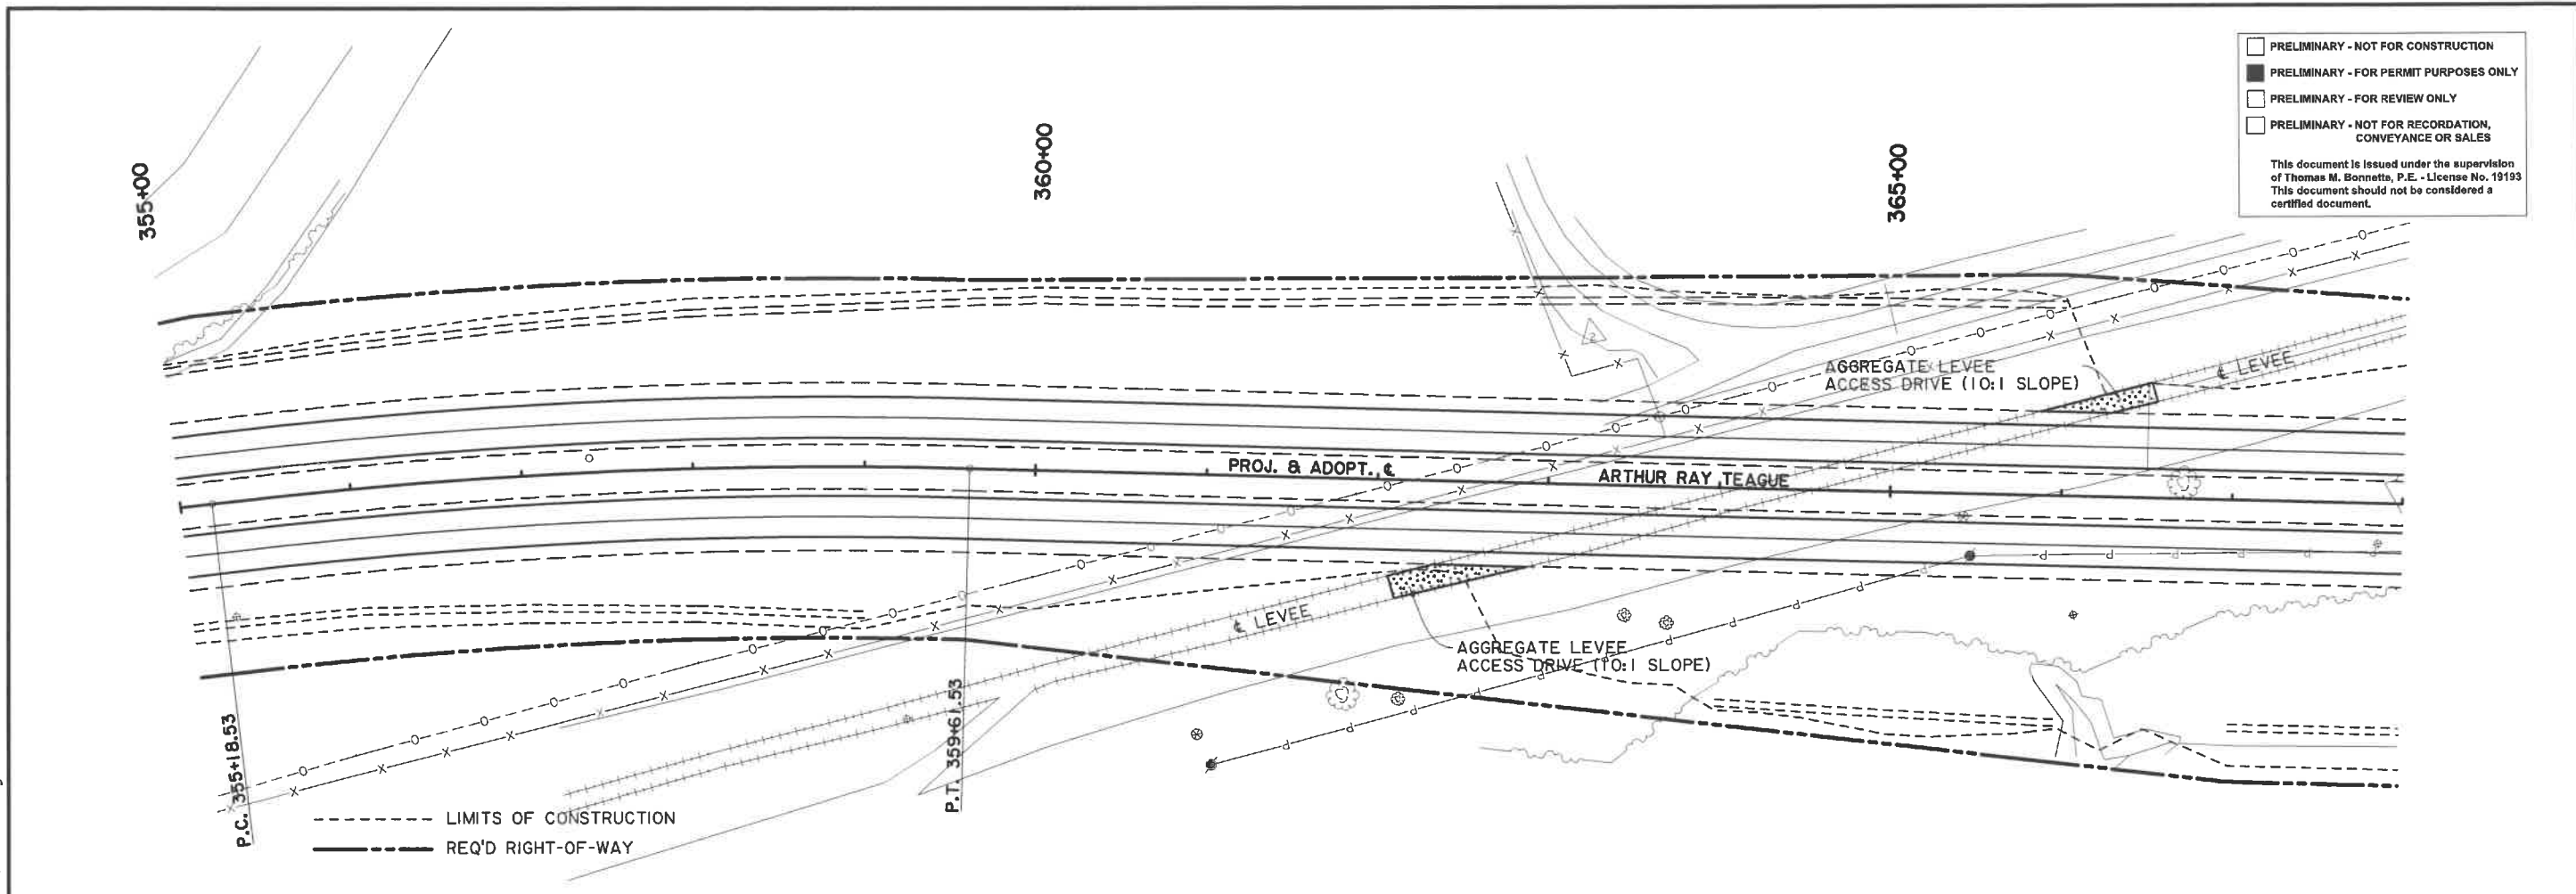 PRELIMINARY - NOT FOR CONSTRUCTION
PRELIMINARY - FOR PERMIT PURPOSES ONLY
PRELIMINARY - FOR REVIEW ONLY
PRELIMINARY - NOT FOR RECORDATION,
CONVEYANCE OR SALES
This document is issued under the supervision
of Thomas M. Bonnette, P.E. - License No. 19193
This document should not be considered a
certified document.
355+00
360+00
365+00
2
AGGREGATE LEVEE
ACCESS DRIVE (10:1 SLOPE)
℄ LEVEE
PROJ. & ADOPT. ℄
ARTHUR RAY TEAGUE
℄ LEVEE
AGGREGATE LEVEE
ACCESS DRIVE (10:1 SLOPE)
P.C. 355+18.53
P.T. 359+61.53
LIMITS OF CONSTRUCTION
REQ'D RIGHT-OF-WAY